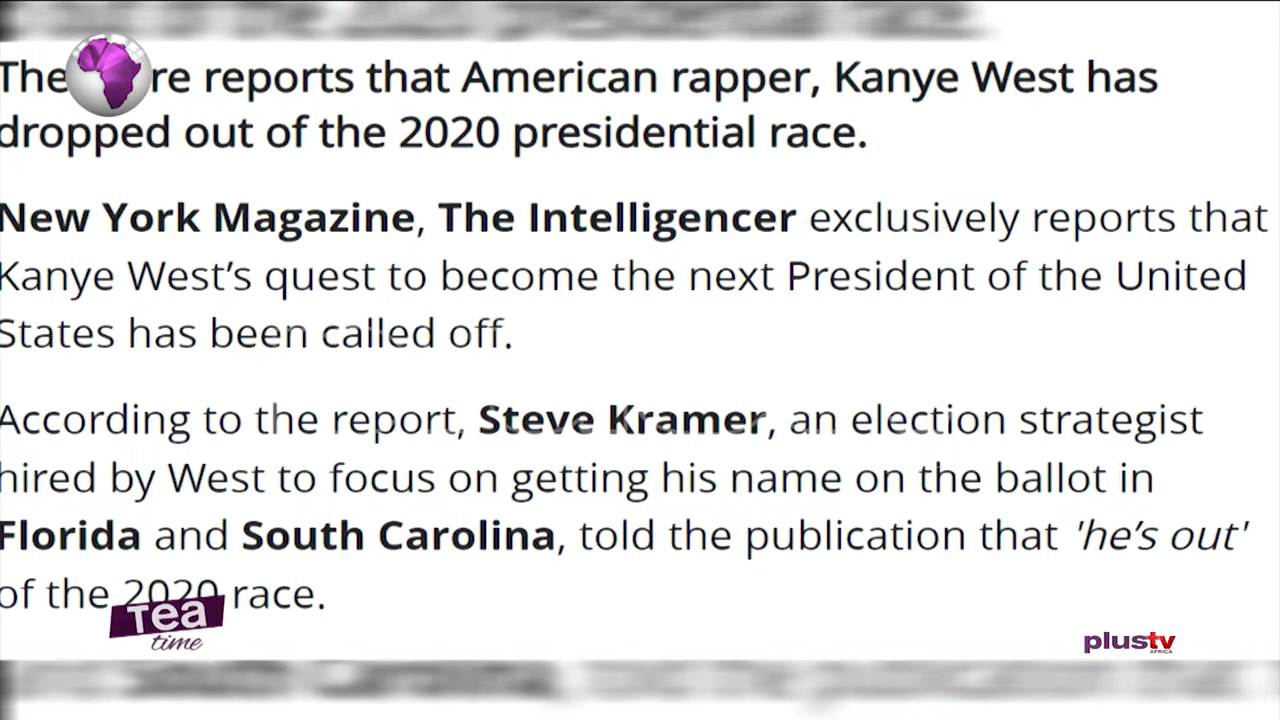 The re reports that American rapper, Kanye West has
dropped out of the 2020 presidential race.
New York Magazine, The Intelligencer exclusively reports that
Kanye West's quest to become the next President of the United
States has been called off.
According to the report, Steve Kramer, an election strategist
hired by West to focus on getting his name on the ballot in
Florida and South Carolina, told the publication that 'he's out'
of the 2020 race.
Tea
time
plustv
AFRICA